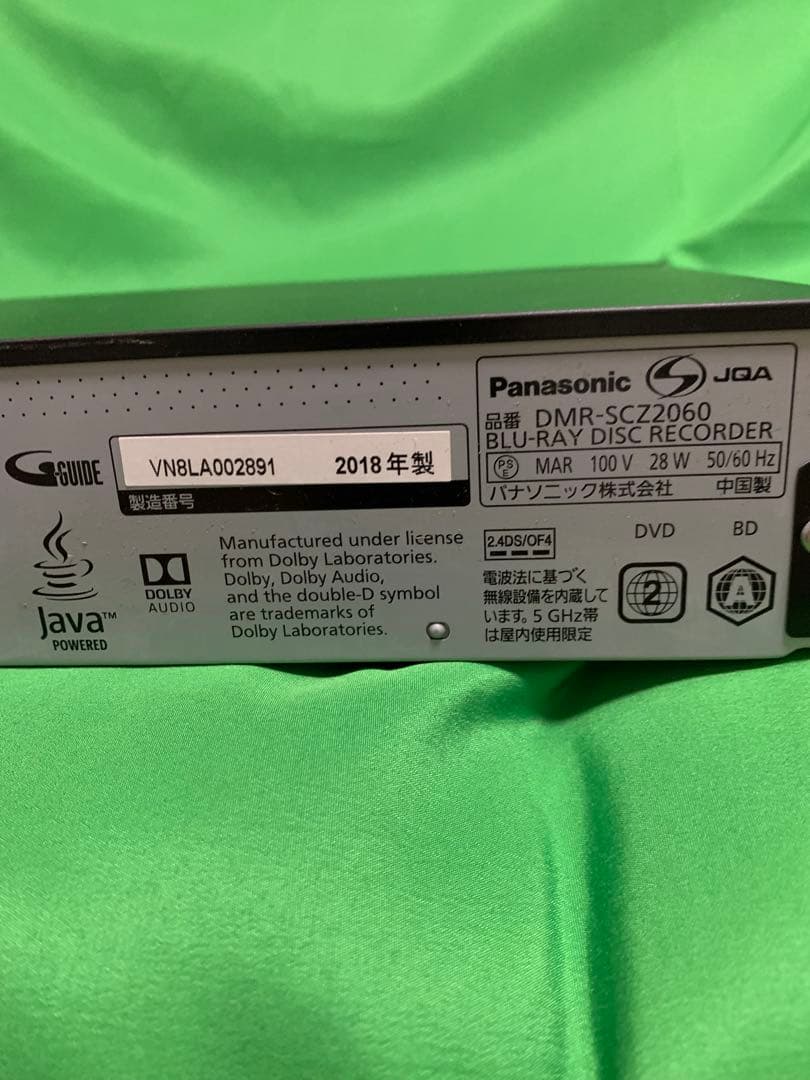 Panasonic JQA
品番 DMR-SCZ2060
BLU-RAY DISC RECORDER
PS E MAR 100 V 28 W 50/60 Hz
パナソニック株式会社 中国製
G-GUIDE
VN8LA002891 2018年製
製造番号
Java™
POWERED
DOLBY
AUDIO
Manufactured under license
from Dolby Laboratories.
Dolby, Dolby Audio,
and the double-D symbol
are trademarks of
Dolby Laboratories.
2.4DS/OF4
電波法に基づく
無線設備を内蔵して
います。5 GHz帯
は屋内使用限定
DVD BD
2 A